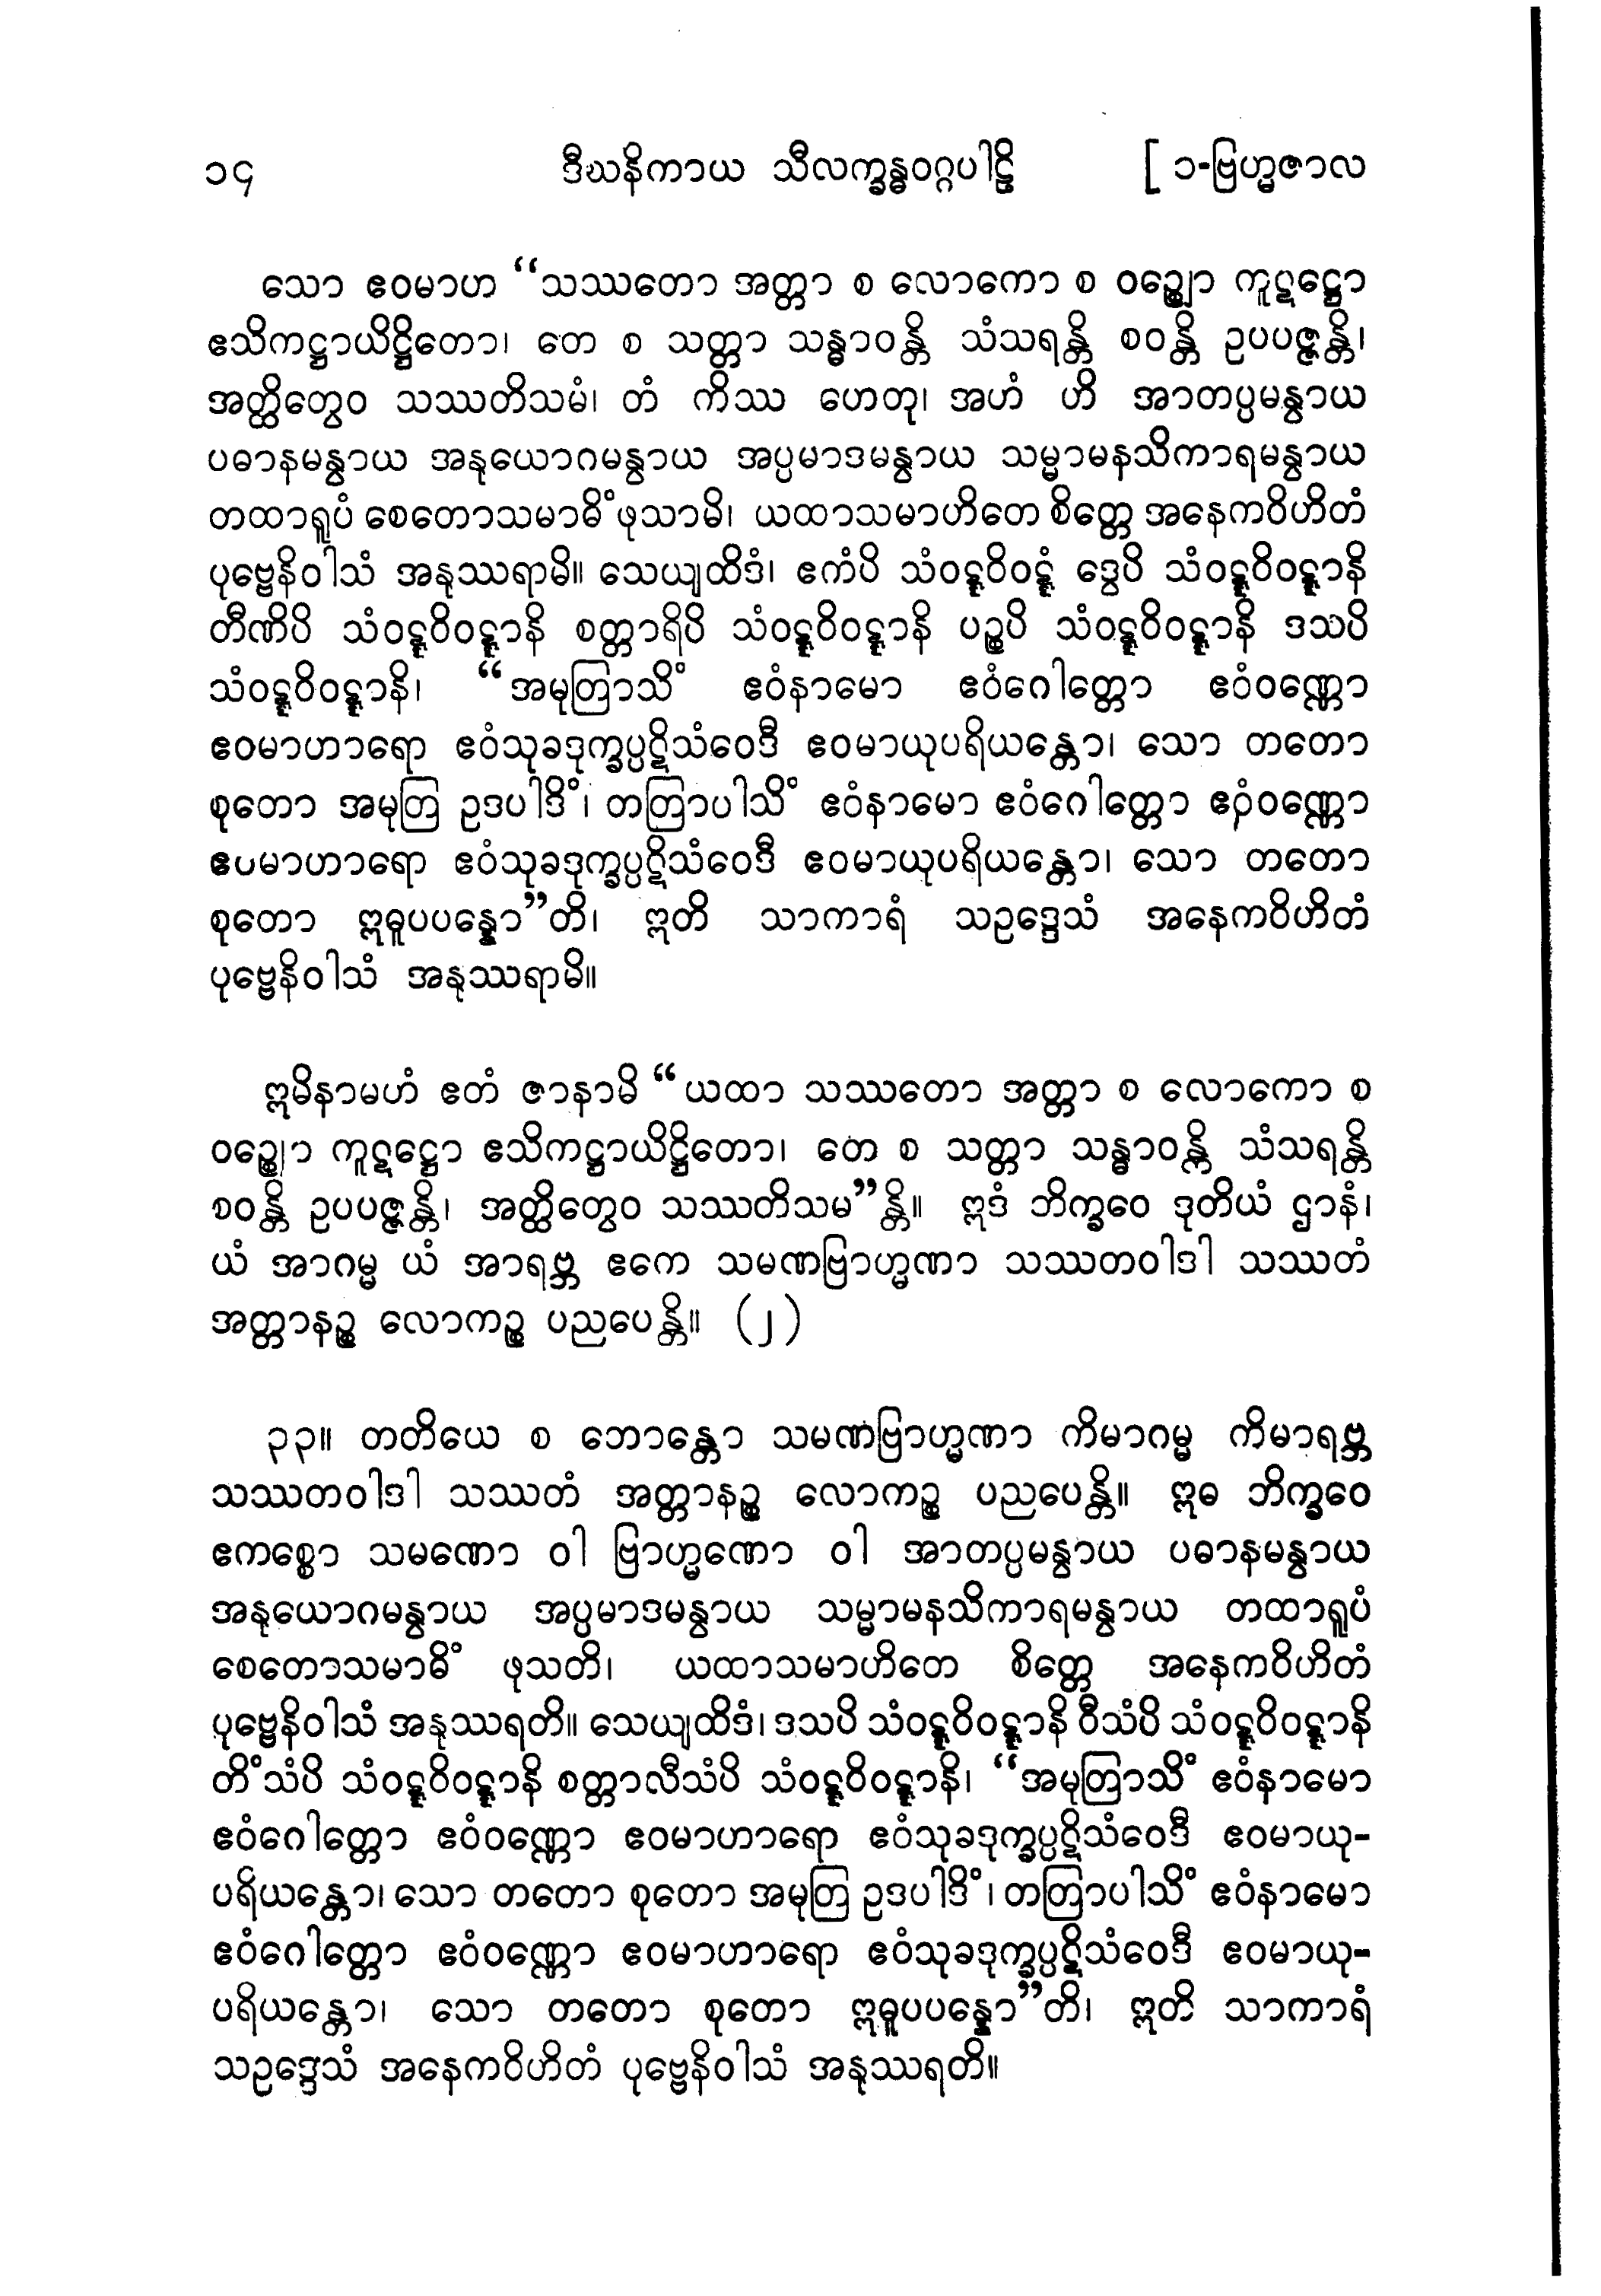 ၁၄ ဒီဃနိကာယ သီလက္ခန္ဓဝဂ္ဂပါဠိ [ ၁-ဗြဟ္မဇာလ
သော ဧဝမာဟ “သဿတော အတ္တာ စ လောကော စ ဝဉ္ဈော ကူဋဋ္ဌော
ဧသိကဋ္ဌာယိဋ္ဌိတော၊ တေ စ သတ္တာ သန္ဓာဝန္တိ သံသရန္တိ စဝန္တိ ဥပပဇ္ဇန္တိ၊
အတ္ထိတွေဝ သဿတိသမံ၊ တံ ကိဿ ဟေတု၊ အဟံ ဟိ အာတပ္ပမန္วာယ
ပဓာနမန္วာယ အနုယောဂမန္วာယ အပ္ပမာဒမန္วာယ သမ္မာမနသိကာရမန္วာယ
တထာရူပံ စေတောသမာဓိံ ဖုသာမိ၊ ယထာသမာဟိတေ စိတ္တေ အနေကဝိဟိတံ
ပုဗ္ဗေနိဝါသံ အနုဿရာမိ။ သေယျထိဒံ၊ ဧကံပိ သံဝဋ္ဋဝိဝဋ္ဋံ ဒွေပိ သံဝဋ္ဋဝိဝဋ္ဋာနိ
တီဏိပိ သံဝဋ္ဋဝိဝဋ္ဋာနိ စတ္တာရိပိ သံဝဋ္ဋဝိဝဋ္ဋာနိ ပဉ္စပိ သံဝဋ္ဋဝိဝဋ္ဋာနိ ဒသပိ
သံဝဋ္ဋဝိဝဋ္ဋာနိ၊ “အမုတြာသိံ ဧဝံနာမော ဧဝံဂေါတ္တော ဧဝံဝဏ္ဏော
ဧဝမာဟာရော ဧဝံသုခဒုက္ခပ္ပဋိသံဝေဒီ ဧဝမာယုပရိယန္တော၊ သော တတော
စုတော အမုတြ ဥဒပါဒိံ၊ တတြာပါသိံ ဧဝံနာမော ဧဝံဂေါတ္တော ဧဝံဝဏ္ဏော
ဧဝမာဟာရော ဧဝံသုခဒုက္ခပ္ပဋိသံဝေဒီ ဧဝမာယုပရိယန္တော၊ သော တတော
စုတော ဣဓူပပန္နော”တိ၊ ဣတိ သာကာရံ သဥဒ္ဒေသံ အနေကဝိဟိတံ
ပုဗ္ဗေနိဝါသံ အနုဿရာမိ။
ဣမိနာမဟံ ဧတံ ဇာနာမိ “ယထာ သဿတော အတ္တာ စ လောကော စ
ဝဉ္ဈော ကူဋဋ္ဌော ဧသိကဋ္ဌာယိဋ္ဌိတော၊ တေ စ သတ္တာ သန္ဓာဝန္တိ သံသရန္တိ
စဝန္တိ ဥပပဇ္ဇန္တိ၊ အတ္ထိတွေဝ သဿတိသမ”န္တိ။ ဣဒံ ဘိက္ခဝေ ဒုတိယံ ဌာနံ၊
ယံ အာဂမ္မ ယံ အာရဗ္ဘ ဧကေ သမဏဗြာဟ္မဏာ သဿတဝါဒါ သဿတံ
အတ္တာနဉ္စ လောကဉ္စ ပညပေန္တိ။ (၂)
၃၃။ တတိယေ စ ဘောန္တော သမဏဗြာဟ္မဏာ ကိမာဂမ္မ ကိမာရဗ္ဘ
သဿတဝါဒါ သဿတံ အတ္တာနဉ္စ လောကဉ္စ ပညပေန္တိ။ ဣဓ ဘိက္ခဝေ
ဧကစ္စော သမဏော ဝါ ဗြာဟ္မဏော ဝါ အာတပ္ပမန္วာယ ပဓာနမန္วာယ
အနုယောဂမန္วာယ အပ္ပမာဒမန္วာယ သမ္မာမနသိကာရမန္วာယ တထာရူပံ
စေတောသမာဓိံ ဖုသတိ၊ ယထာသမာဟိတေ စိတ္တေ အနေကဝိဟိတံ
ပုဗ္ဗေနိဝါသံ အနုဿရတိ။ သေယျထိဒံ၊ ဒသပိ သံဝဋ္ဋဝိဝဋ္ဋာနိ ဝီသံပိ သံဝဋ္ဋဝိဝဋ္ဋာနိ
တိံသံပိ သံဝဋ္ဋဝိဝဋ္ဋာနိ စတ္တာလီသံပိ သံဝဋ္ဋဝိဝဋ္ဋာနိ၊ “အမုတြာသိံ ဧဝံနာမော
ဧဝံဂေါတ္တော ဧဝံဝဏ္ဏော ဧဝမာဟာရော ဧဝံသုခဒုက္ခပ္ပဋိသံဝေဒီ ဧဝမာယု-
ပရိယန္တော၊ သော တတော စုတော အမုတြ ဥဒပါဒိံ၊ တတြာပါသိံ ဧဝံနာမော
ဧဝံဂေါတ္တော ဧဝံဝဏ္ဏော ဧဝမာဟာရော ဧဝံသုခဒုက္ခပ္ပဋိသံဝေဒီ ဧဝမာယု-
ပရိယန္တော၊ သော တတော စုတော ဣဓူပပန္နော”တိ၊ ဣတိ သာကာရံ
သဥဒ္ဒေသံ အနေကဝိဟိတံ ပုဗ္ဗေနိဝါသံ အနုဿရတိ။